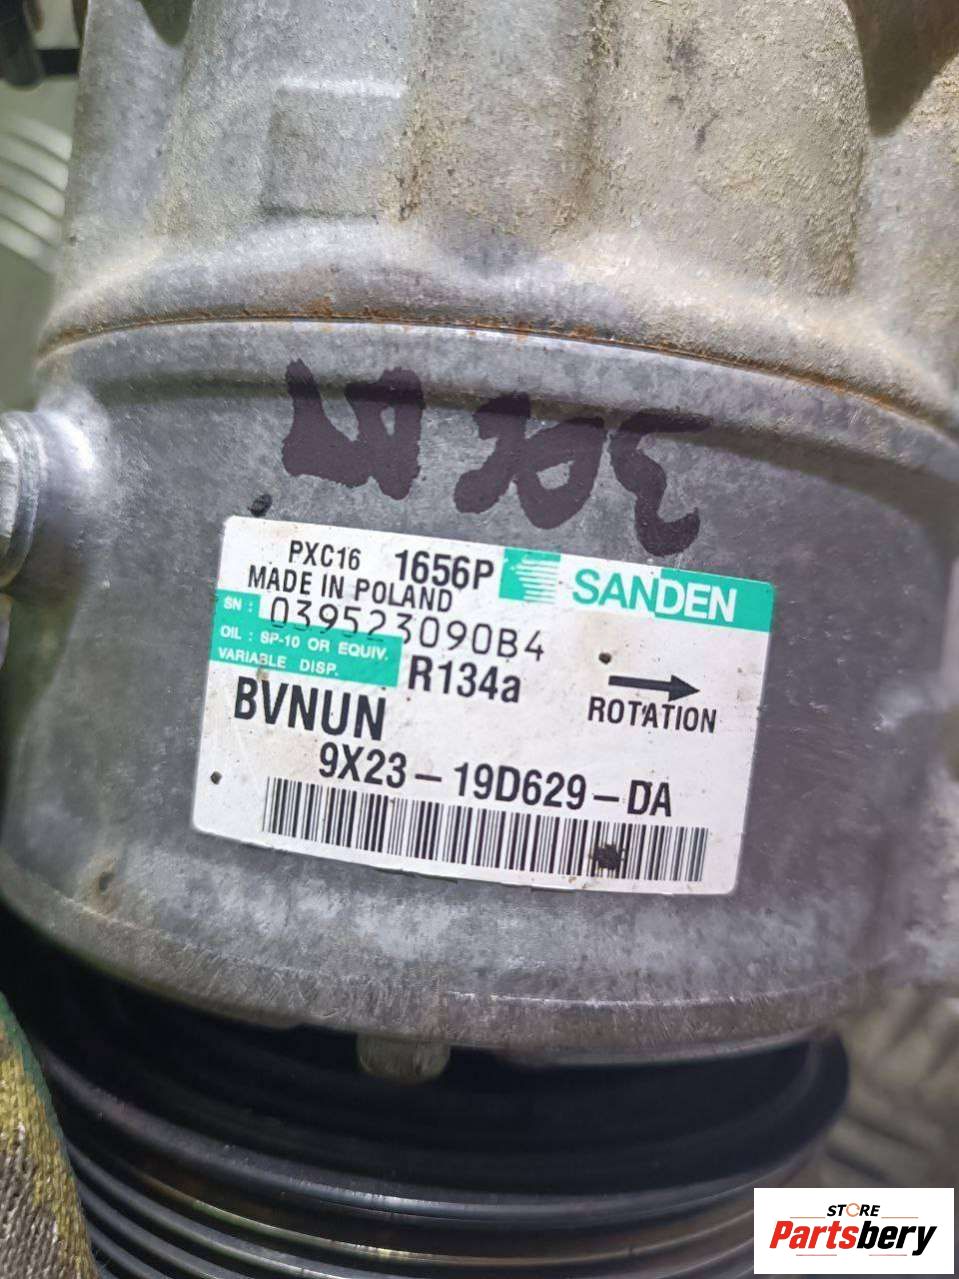 PXC16 1656P SANDEN
MADE IN POLAND
SN : 039523090B4
OIL : SP-10 OR EQUIV.
VARIABLE DISP.
R134a
ROTATION
BVNUN
9X23-19D629-DA
STORE
Partsbery